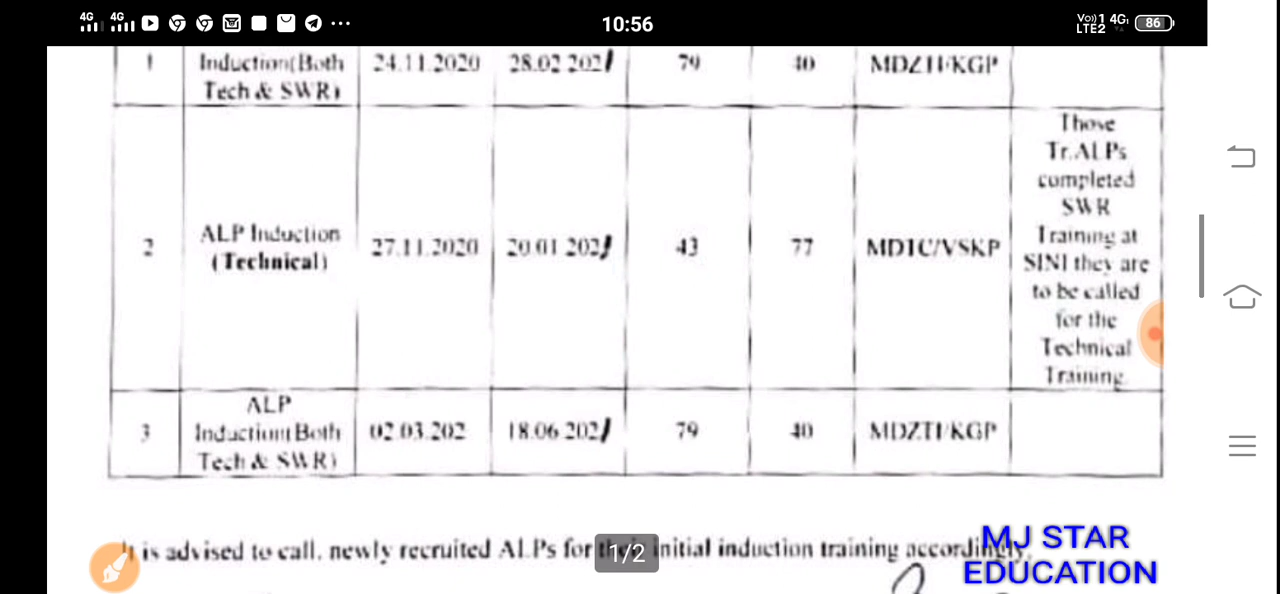 4G 4G 10:56 Vo)) 1 4G LTE2 86
1 Induction(Both Tech & SWR) 24.11.2020 28.02.2021 79 40 MDZTI/KGP
2 ALP Induction (Technical) 27.11.2020 20.01.2021 43 77 MDTC/VSKP Those Tr.ALPs completed SWR Training at SINI they are to be called for the Technical Training.
3 ALP Induction(Both Tech & SWR) 02.03.202 18.06.2021 79 40 MDZTI/KGP
It is advised to call, newly recruited ALPs for their initial induction training accordingly.
1/2
MJ STAR
EDUCATION